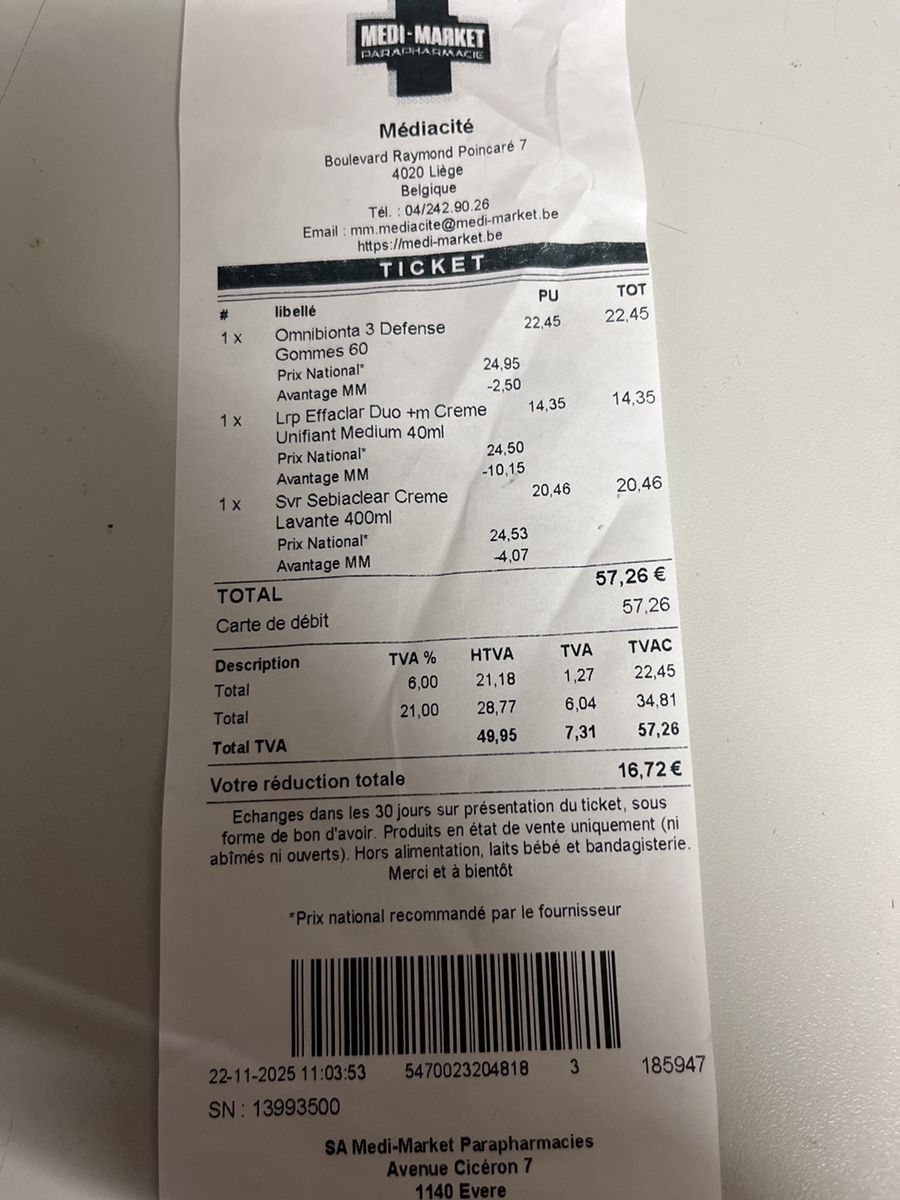 MEDI-MARKET
PARAPHARMACIE
Médiacité
Boulevard Raymond Poincaré 7
4020 Liège
Belgique
Tél. : 04/242.90.26
Email : mm.mediacite@medi-market.be
https://medi-market.be
TICKET
# libellé PU TOT
1 x Omnibionta 3 Defense 22,45 22,45
Gommes 60
Prix National* 24,95
Avantage MM -2,50
1 x Lrp Effaclar Duo +m Creme 14,35 14,35
Unifiant Medium 40ml
Prix National* 24,50
Avantage MM -10,15
1 x Svr Sebiaclear Creme 20,46 20,46
Lavante 400ml
Prix National* 24,53
Avantage MM -4,07
TOTAL 57,26 €
Carte de débit 57,26
Description TVA % HTVA TVA TVAC
Total 6,00 21,18 1,27 22,45
Total 21,00 28,77 6,04 34,81
Total TVA 49,95 7,31 57,26
Votre réduction totale 16,72 €
Echanges dans les 30 jours sur présentation du ticket, sous
forme de bon d'avoir. Produits en état de vente uniquement (ni
abîmés ni ouverts). Hors alimentation, laits bébé et bandagisterie.
Merci et à bientôt
*Prix national recommandé par le fournisseur
22-11-2025 11:03:53 5470023204818 3 185947
SN : 13993500
SA Medi-Market Parapharmacies
Avenue Cicéron 7
1140 Evere